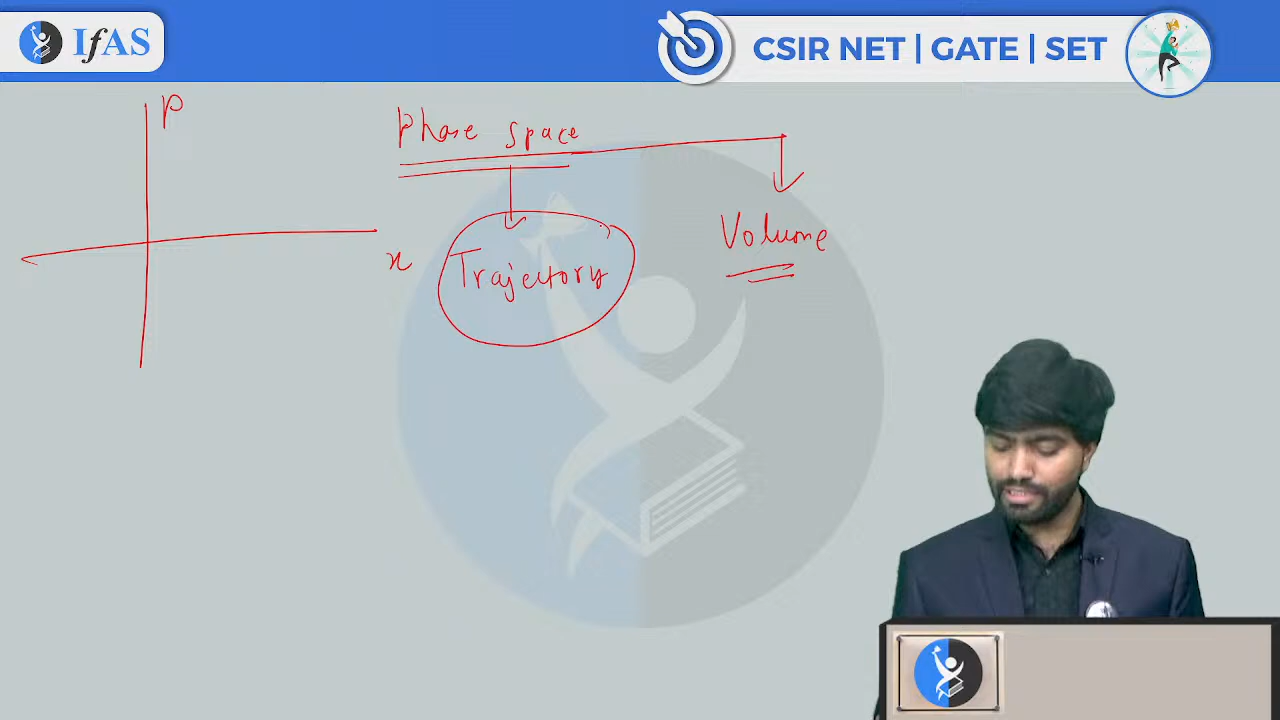 IfAS
CSIR NET | GATE | SET
P
Phase space
x
Trajectory
Volume